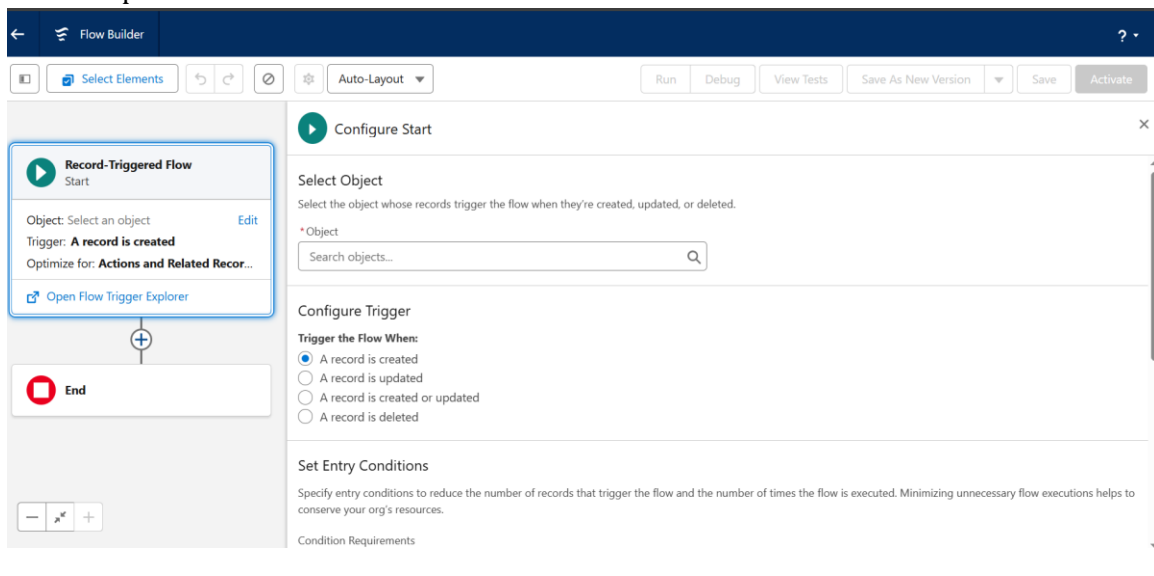 Flow Builder
?
Select Elements
Auto-Layout
Run
Debug
View Tests
Save As New Version
Save
Activate
Record-Triggered Flow
Start
Object: Select an object
Edit
Trigger: A record is created
Optimize for: Actions and Related Recor...
Open Flow Trigger Explorer
End
Configure Start
Select Object
Select the object whose records trigger the flow when they're created, updated, or deleted.
*Object
Search objects...
Configure Trigger
Trigger the Flow When:
A record is created
A record is updated
A record is created or updated
A record is deleted
Set Entry Conditions
Specify entry conditions to reduce the number of records that trigger the flow and the number of times the flow is executed. Minimizing unnecessary flow executions helps to
conserve your org's resources.
Condition Requirements